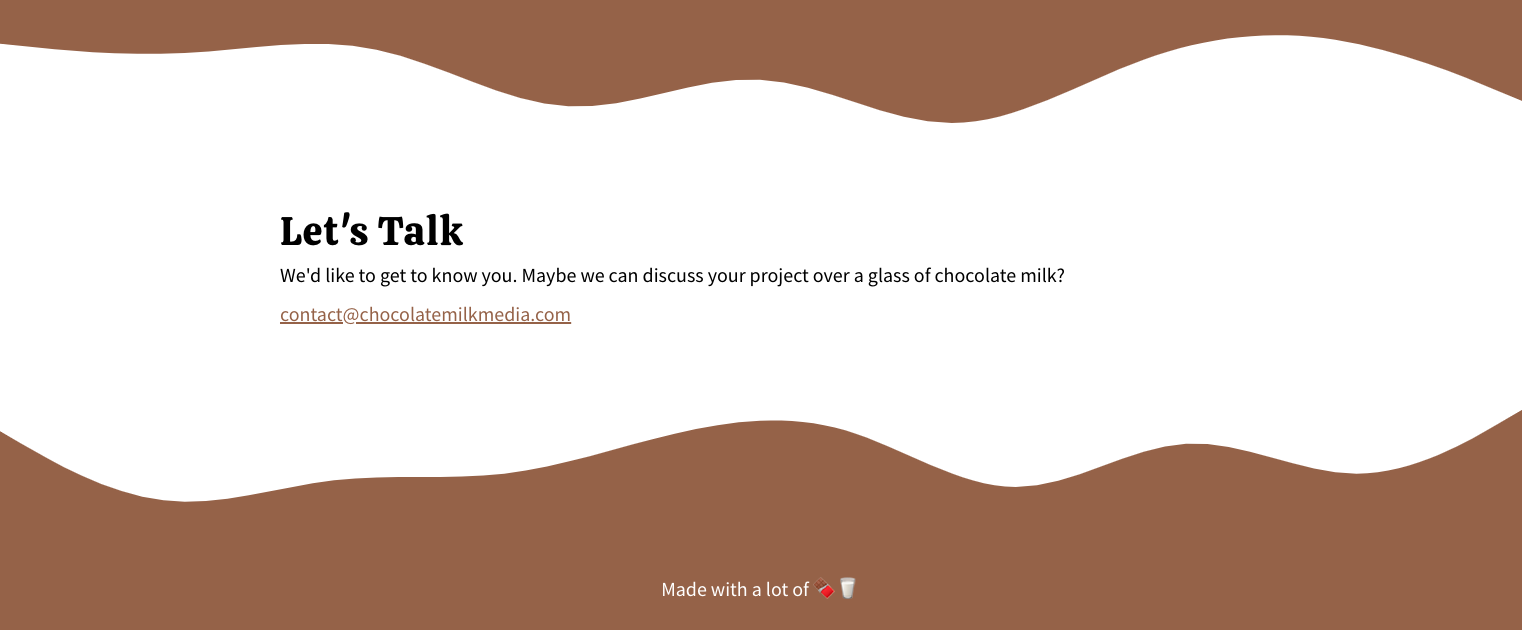 Let's Talk
We'd like to get to know you. Maybe we can discuss your project over a glass of chocolate milk?
contact@chocolatemilkmedia.com
Made with a lot of 🍫🥛